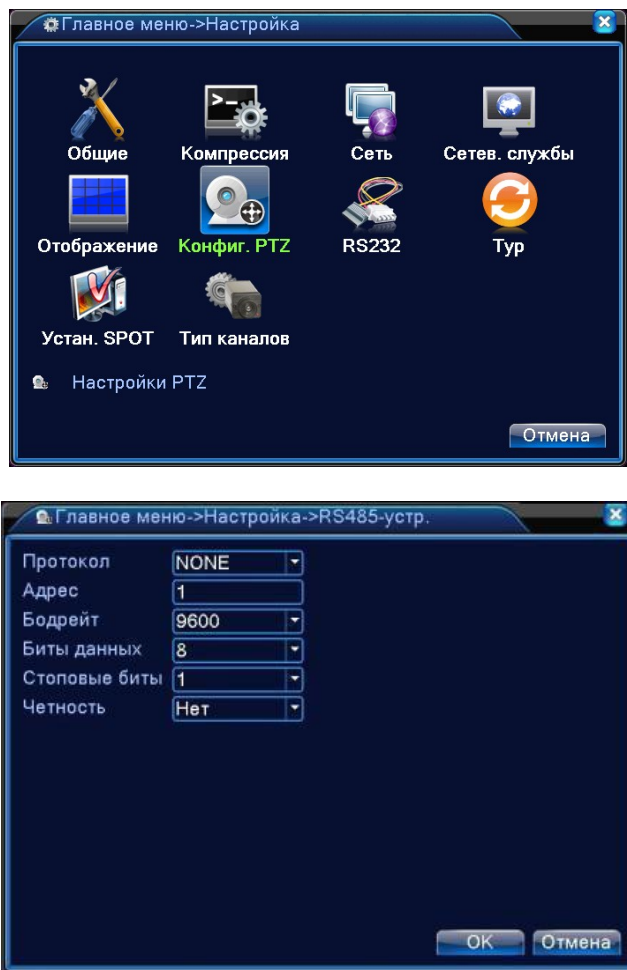 Главное меню->Настройка
Общие Компрессия Сеть Сетев. службы
Отображение Конфиг. PTZ RS232 Тур
Устан. SPOT Тип каналов
Настройки PTZ
Отмена
Главное меню->Настройка->RS485-устр.
Протокол NONE
Адрес 1
Бодрейт 9600
Биты данных 8
Стоповые биты 1
Четность Нет
OK Отмена